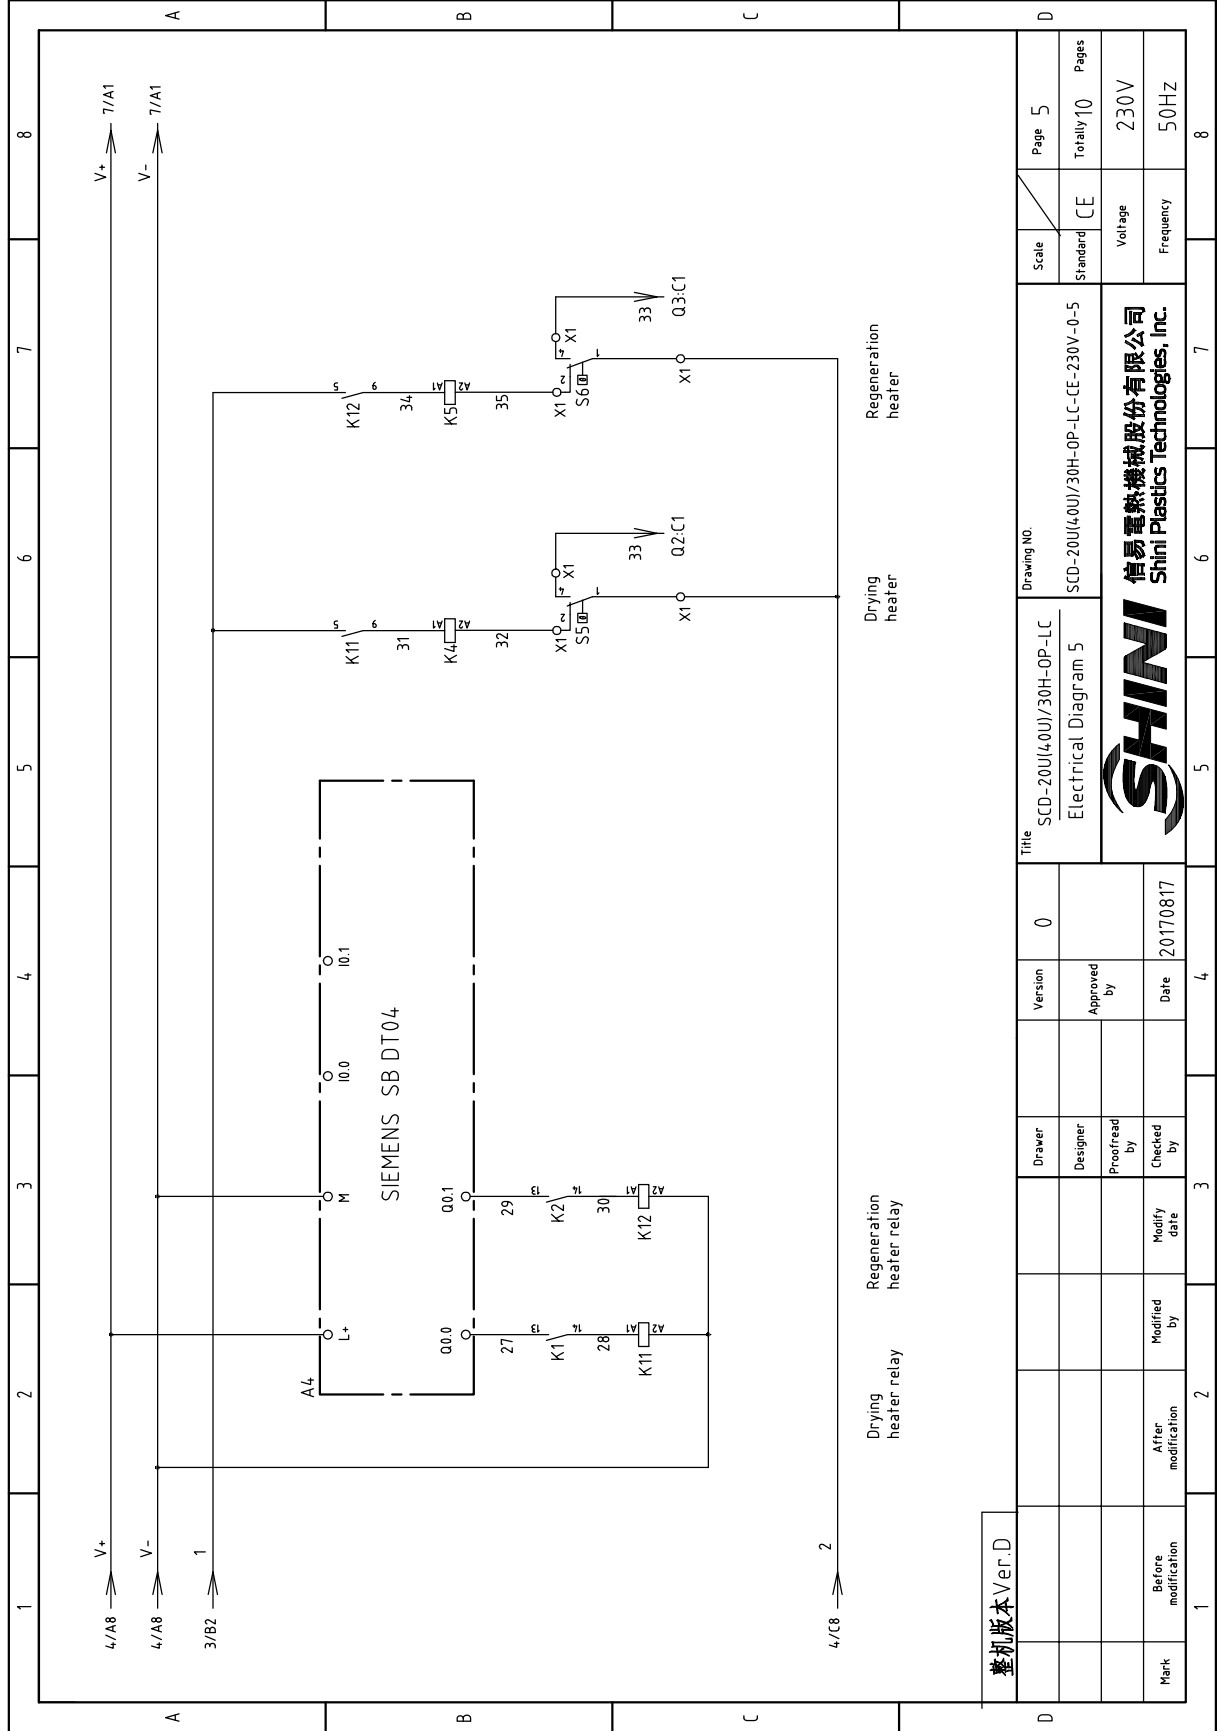 1 2 3 4 5 6 7 8
A
B
C
D
A
B
C
D
4/A8 V+
V+ 7/A1
4/A8 V-
V- 7/A1
3/B2 1
A4
L+
M
I0.0
I0.1
SIEMENS SB DT04
Q0.0
Q0.1
27
29
13
13
K1
K2
14
14
28
30
A1
A1
K11
K12
A2
A2
5
5
K11
K12
9
9
31
34
A1
A1
K4
K5
A2
A2
32
35
X1
2
4
X1
S5
θ
1
33
Q2:C1
X1
X1
2
4
X1
S6
θ
1
33
Q3:C1
X1
4/C8 2
Drying
heater relay
Regeneration
heater relay
Drying
heater
Regeneration
heater
整机版本Ver.D
Mark
Before
modification
After
modification
Modified
by
Modify
date
Drawer
Designer
Proofread
by
Checked
by
Version 0
Approved
by
Date 20170817
Title
SCD-20U(40U)/30H-OP-LC
Electrical Diagram 5
Drawing NO.
SCD-20U(40U)/30H-OP-LC-CE-230V-0-5
SHINI
信易電熱機械股份有限公司
Shini Plastics Technologies, Inc.
Scale
Page 5
Standard CE
Totally 10 Pages
Voltage 230V
Frequency 50HZ
1 2 3 4 5 6 7 8